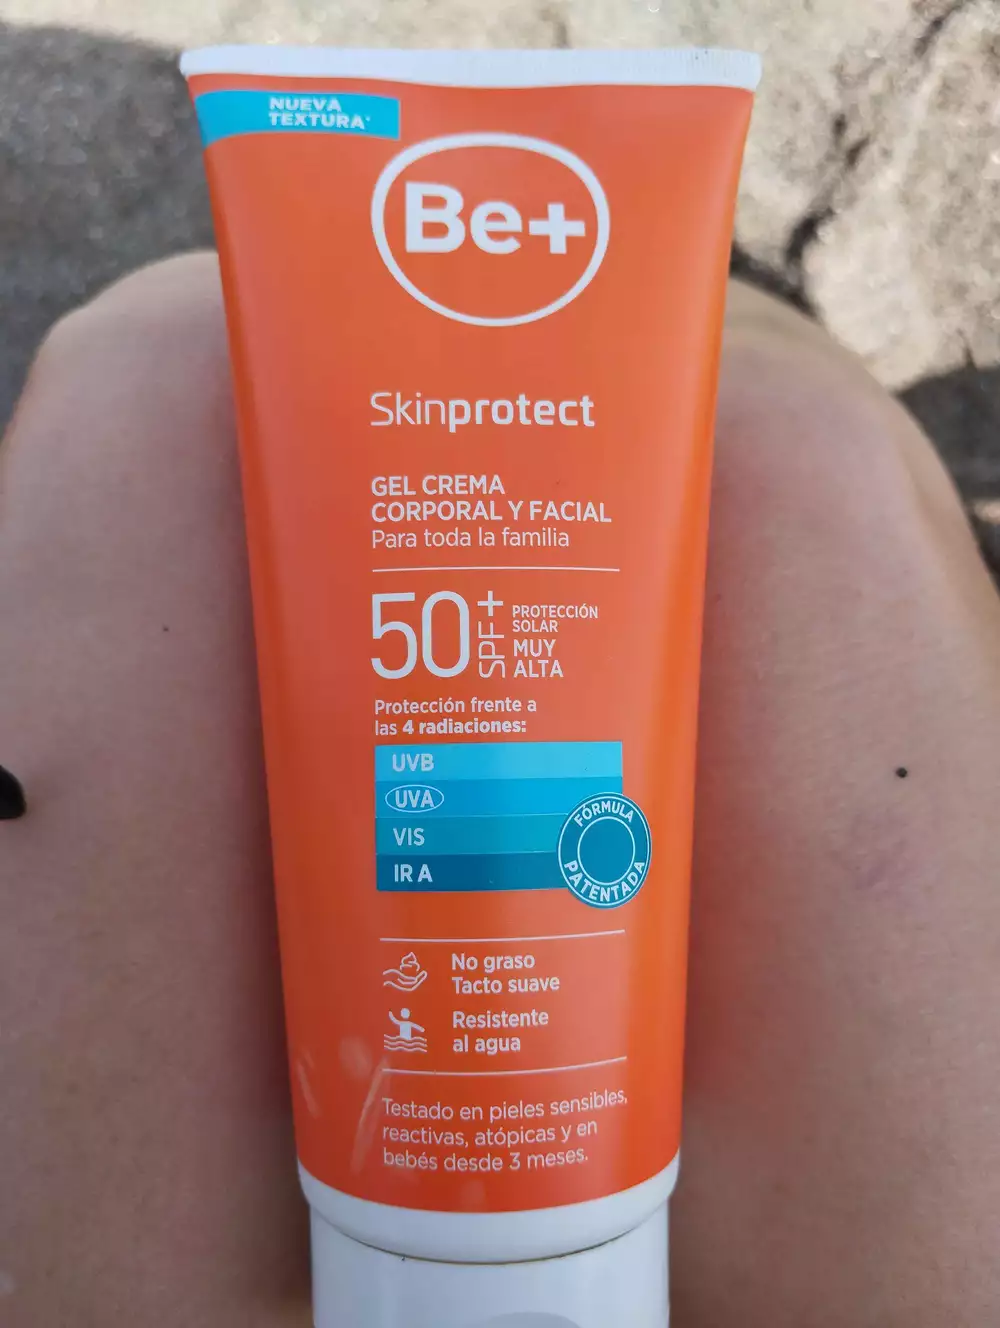 NUEVA
TEXTURA*
Be+
Skinprotect
GEL CREMA
CORPORAL Y FACIAL
Para toda la familia
50 SPF+
PROTECCIÓN
SOLAR
MUY
ALTA
Protección frente a
las 4 radiaciones:
UVB
UVA
VIS
IR A
FÓRMULA
PATENTADA
No graso
Tacto suave
Resistente
al agua
Testado en pieles sensibles,
reactivas, atópicas y en
bebés desde 3 meses.